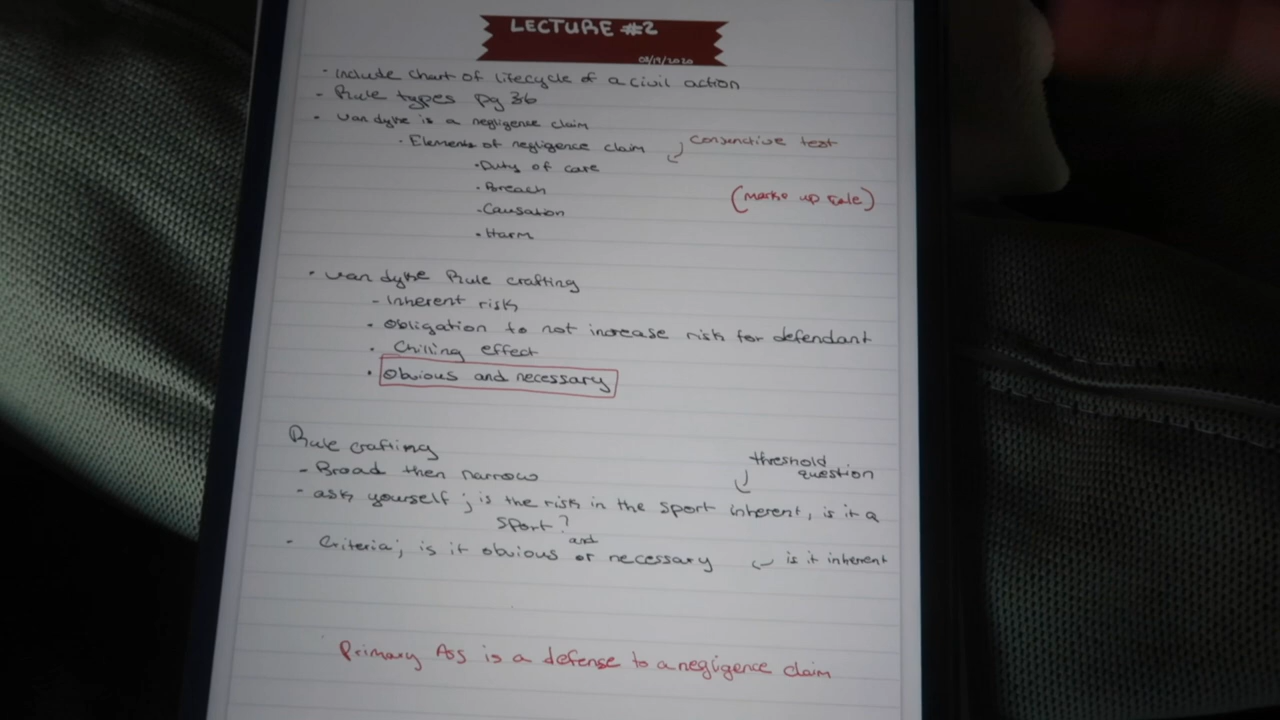 LECTURE #2
08/19/2020
· Include chart of lifecycle of a civil action
- Rule types pg 36
· Van dyke is a negligence claim
· Elements of negligence claim
Conjunctive test
· Duty of care
· Breach
(Make up rule)
· Causation
· Harm
· Van dyke Rule crafting
- Inherent risk
· Obligation to not increase risk for defendant
· Chilling effect
· Obvious and necessary
Rule crafting
threshold
question
- Broad then narrow
- ask yourself ; is the risk in the sport inherent, is it a
sport?
and
- Criteria; is it obvious or necessary
is it inherent
Primary Ass is a defense to a negligence claim